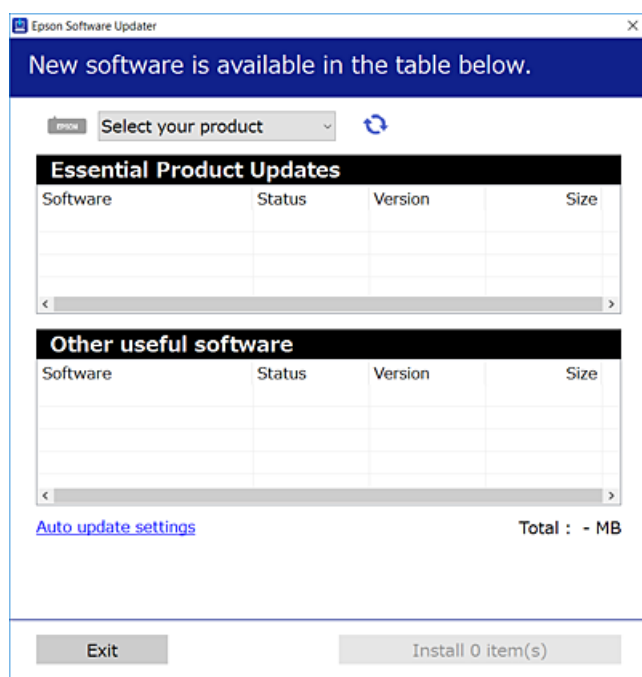 Epson Software Updater
New software is available in the table below.
EPSON Select your product
Essential Product Updates
Software Status Version Size
Other useful software
Software Status Version Size
Auto update settings Total : - MB
Exit Install 0 item(s)